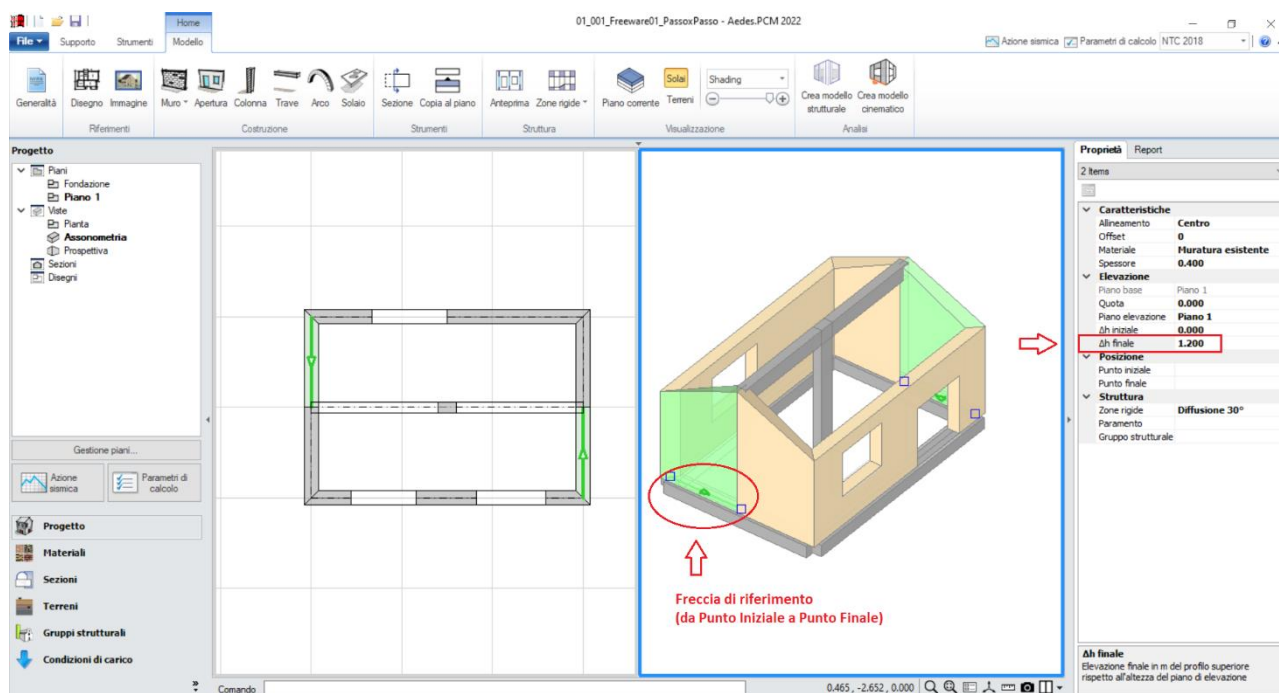 Home
01_001_Freeware01_PassoxPasso - Aedes.PCM 2022
File Supporto Strumenti Modello
Azione sismica Parametri di calcolo NTC 2018
Generalità Disegno Immagine Muro Apertura Colonna Trave Arco Solaio Sezione Copia al piano Anteprima Zone rigide Piano corrente Solai Terreni Shading Crea modello strutturale Crea modello cinematico
Riferimenti Costruzione Strumenti Struttura Visualizzazione Analisi
Progetto
Piani
Fondazione
Piano 1
Viste
Pianta
Assonometria
Prospettiva
Sezioni
Disegni
Gestione piani...
Azione sismica
Parametri di calcolo
Progetto
Materiali
Sezioni
Terreni
Gruppi strutturali
Condizioni di carico
Freccia di riferimento
(da Punto Iniziale a Punto Finale)
Comando
0.465 , -2.652 , 0.000
Proprietà Report
2 Items
Caratteristiche
Allineamento Centro
Offset 0
Materiale Muratura esistente
Spessore 0.400
Elevazione
Piano base Piano 1
Quota 0.000
Piano elevazione Piano 1
Δh iniziale 0.000
Δh finale 1.200
Posizione
Punto iniziale
Punto finale
Struttura
Zone rigide Diffusione 30°
Paramento
Gruppo strutturale
Δh finale
Elevazione finale in m del profilo superiore
rispetto all'altezza del piano di elevazione